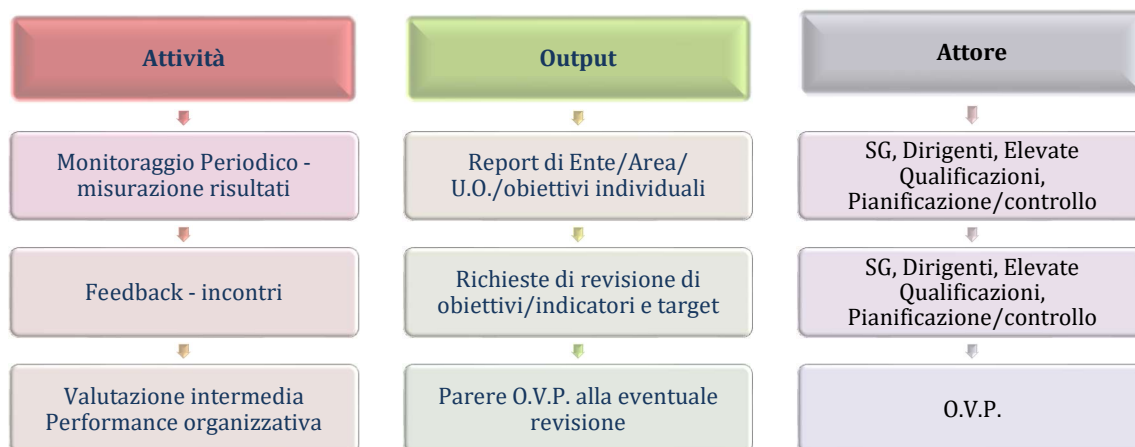 Attività
Monitoraggio Periodico -
misurazione risultati
Feedback - incontri
Valutazione intermedia
Performance organizzativa
Output
Report di Ente/Area/
U.O./obiettivi individuali
Richieste di revisione di
obiettivi/indicatori e target
Parere O.V.P. alla eventuale
revisione
Attore
SG, Dirigenti, Elevate
Qualificazioni,
Pianificazione/controllo
SG, Dirigenti, Elevate
Qualificazioni,
Pianificazione/controllo
O.V.P.